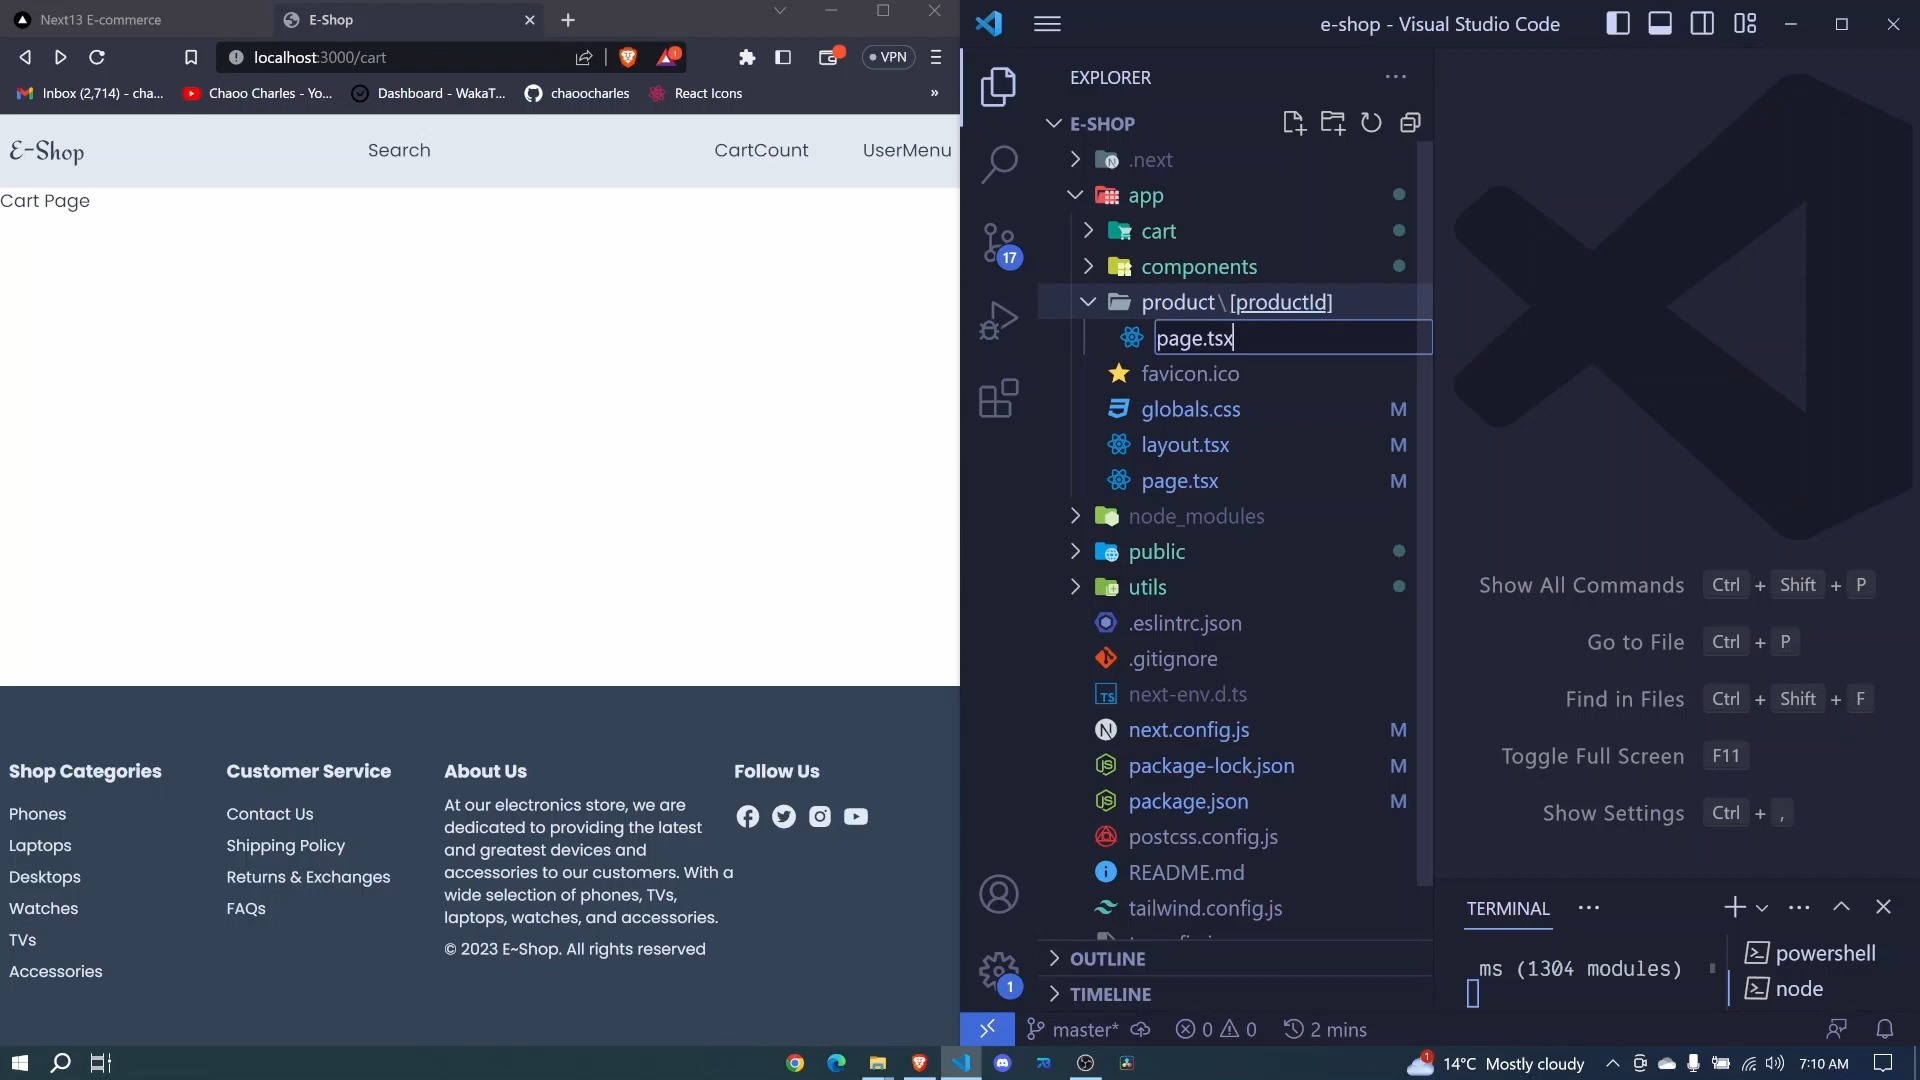 Next13 E-commerce
E-Shop
localhost:3000/cart
1
VPN
Inbox (2,714) - cha...
Chaoo Charles - Yo...
Dashboard - WakaT...
chaoocharles
React Icons
»
E-Shop
Search
CartCount
UserMenu
Cart Page
Shop Categories
Phones
Laptops
Desktops
Watches
TVs
Accessories
Customer Service
Contact Us
Shipping Policy
Returns & Exchanges
FAQs
About Us
At our electronics store, we are
dedicated to providing the latest
and greatest devices and
accessories to our customers. With a
wide selection of phones, TVs,
laptops, watches, and accessories.
© 2023 E~Shop. All rights reserved
Follow Us
e-shop - Visual Studio Code
EXPLORER
E-SHOP
.next
app
cart
components
product\[productId]
page.tsx
favicon.ico
globals.css M
layout.tsx M
page.tsx M
node_modules
public
utils
.eslintrc.json
.gitignore
next-env.d.ts
next.config.js M
package-lock.json M
package.json M
postcss.config.js
README.md
tailwind.config.js
OUTLINE
TIMELINE
17
1
Show All Commands Ctrl + Shift + P
Go to File Ctrl + P
Find in Files Ctrl + Shift + F
Toggle Full Screen F11
Show Settings Ctrl + ,
TERMINAL
ms (1304 modules)
powershell
node
master*
0
0
2 mins
1
14°C Mostly cloudy
7:10 AM